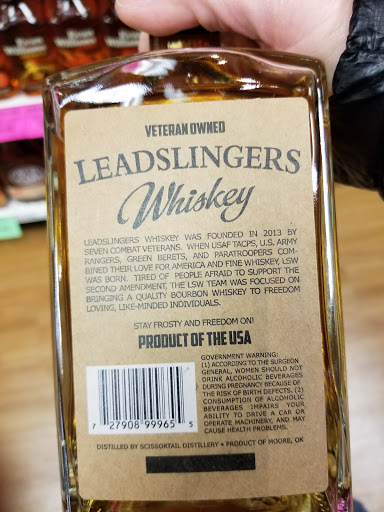 VETERAN OWNED
LEADSLINGERS
Whiskey
LEADSLINGERS WHISKEY WAS FOUNDED IN 2013 BY
SEVEN COMBAT VETERANS. WHEN USAF TACPS, U.S. ARMY
RANGERS, GREEN BERETS, AND PARATROOPERS COM-
BINED THEIR LOVE FOR AMERICA AND FINE WHISKEY, LSW
WAS BORN. TIRED OF PEOPLE AFRAID TO SUPPORT THE
SECOND AMENDMENT, THE LSW TEAM WAS FOCUSED ON
BRINGING A QUALITY BOURBON WHISKEY TO FREEDOM
LOVING, LIKE-MINDED INDIVIDUALS.
STAY FROSTY AND FREEDOM ON!
PRODUCT OF THE USA
GOVERNMENT WARNING:
(1) ACCORDING TO THE SURGEON
GENERAL, WOMEN SHOULD NOT
DRINK ALCOHOLIC BEVERAGES
DURING PREGNANCY BECAUSE OF
THE RISK OF BIRTH DEFECTS. (2)
CONSUMPTION OF ALCOHOLIC
BEVERAGES IMPAIRS YOUR
ABILITY TO DRIVE A CAR OR
OPERATE MACHINERY, AND MAY
CAUSE HEALTH PROBLEMS.
7 27908 99965 5
DISTILLED BY SCISSORTAIL DISTILLERY • PRODUCT OF MOORE, OK